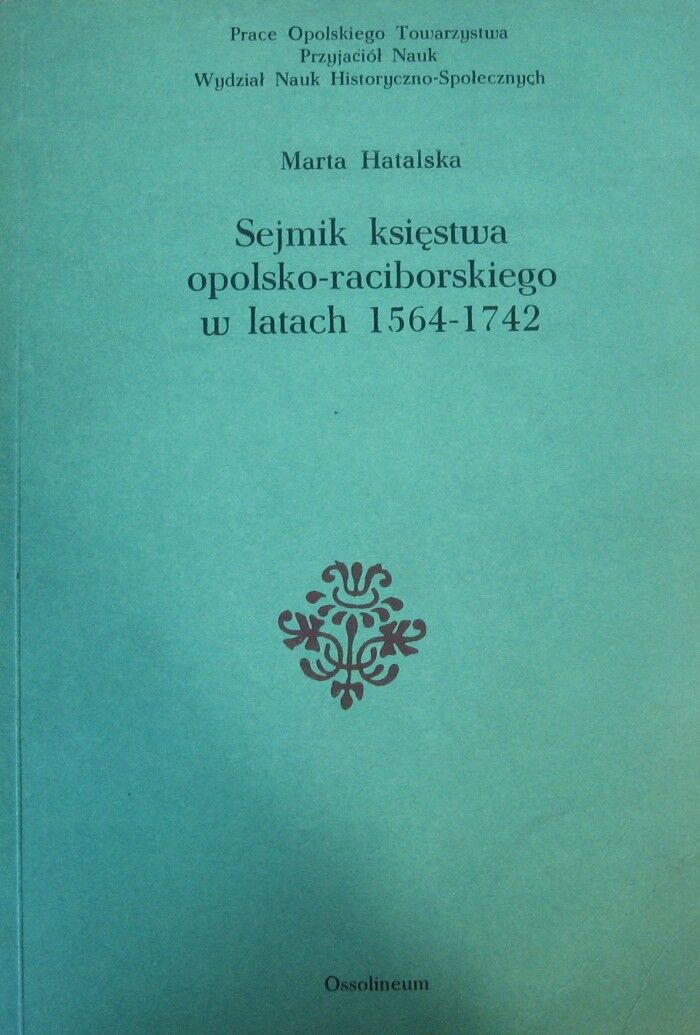 Prace Opolskiego Towarzystwa
Przyjaciół Nauk
Wydział Nauk Historyczno-Społecznych
Marta Hatalska
Sejmik księstwa
opolsko-raciborskiego
w latach 1564-1742
Ossolineum